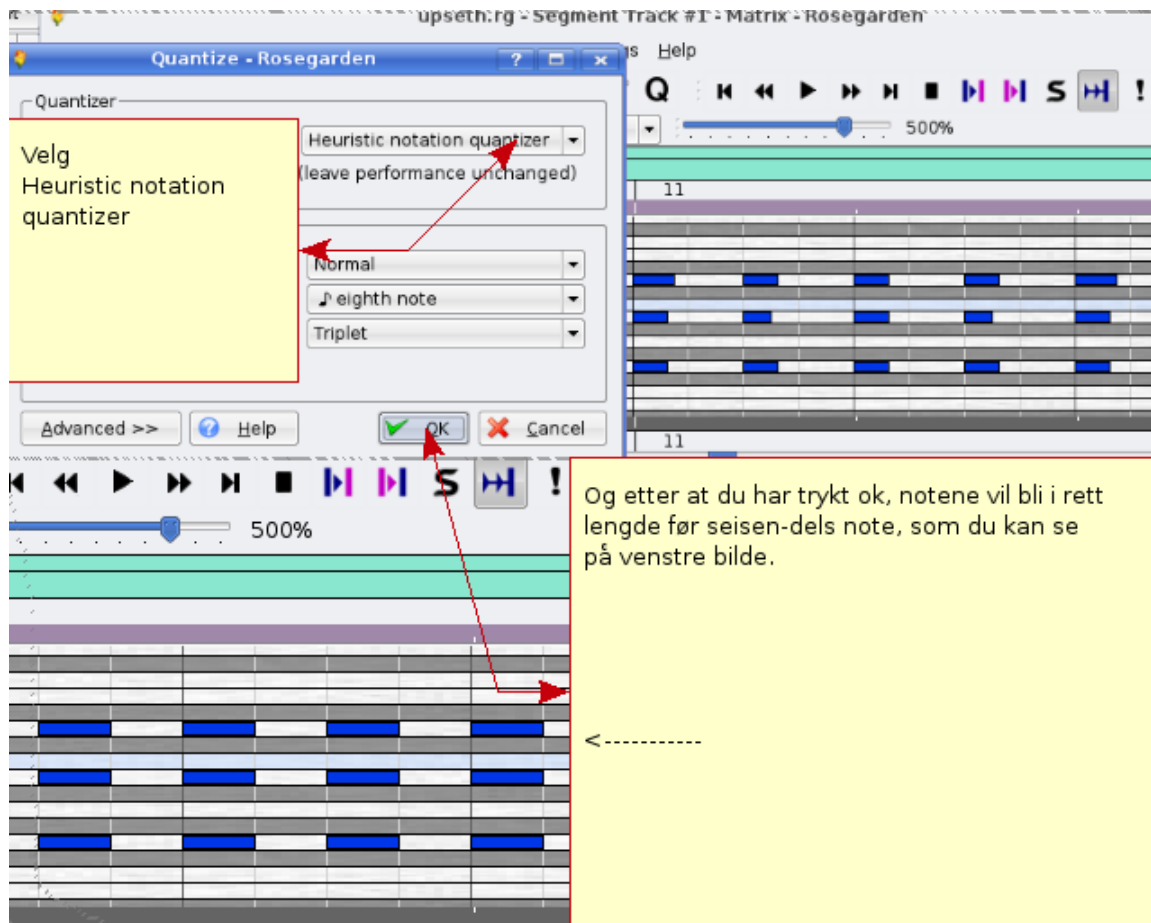 upseth.rg - Segment Track #1 - Matrix - Rosegarden
Help
Quantize - Rosegarden
Q
S
!
Quantizer
500%
Heuristic notation quantizer
(leave performance unchanged)
Velg
Heuristic notation
quantizer
11
Normal
eighth note
Triplet
Advanced >>
Help
OK
Cancel
11
S
!
500%
Og etter at du har trykt ok, notene vil bli i rett
lengde før seisen-dels note, som du kan se
på venstre bilde.
<-----------